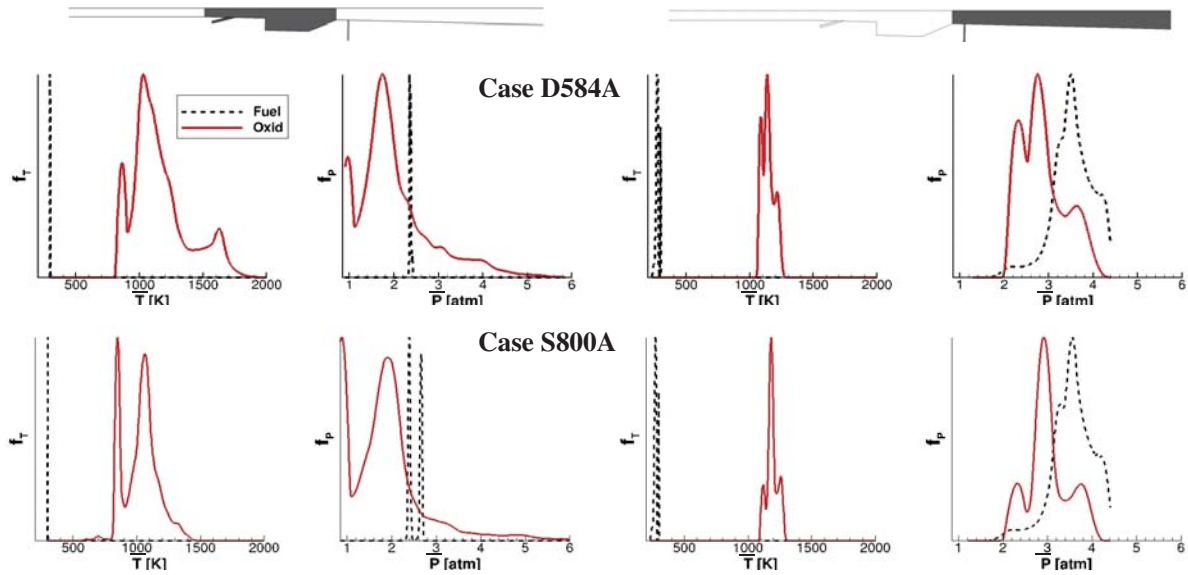 Case D584A
Fuel
Oxid
f_T
500 1000 1500 2000
T [K]
f_P
1 2 3 4 5 6
P [atm]
f_T
500 1000 1500 2000
T [K]
f_P
1 2 3 4 5 6
P [atm]
Case S800A
f_T
500 1000 1500 2000
T [K]
f_P
1 2 3 4 5 6
P [atm]
f_T
500 1000 1500 2000
T [K]
f_P
1 2 3 4 5 6
P [atm]